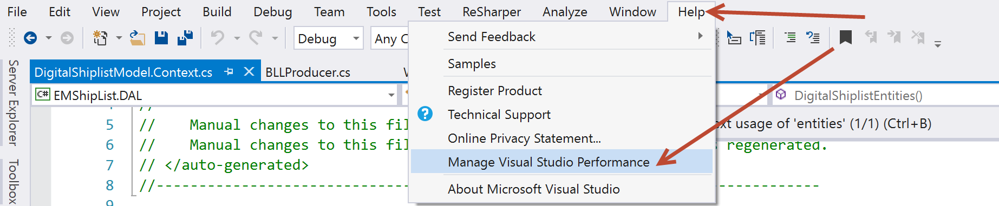 File Edit View Project Build Debug Team Tools Test ReSharper Analyze Window Help
Debug Any C
Send Feedback
Samples
Register Product
Technical Support
Online Privacy Statement...
Manage Visual Studio Performance
About Microsoft Visual Studio
Server Explorer
Toolbox
DigitalShiplistModel.Context.cs BLLProducer.cs
C# EMShipList.DAL DigitalShiplistEntities()
usage of 'entities' (1/1) (Ctrl+B)
//
5 // Manual changes to this fil
6 // Manual changes to this fil regenerated.
7 // </auto-generated>
8 //------------------------------------------------------------------------------
9